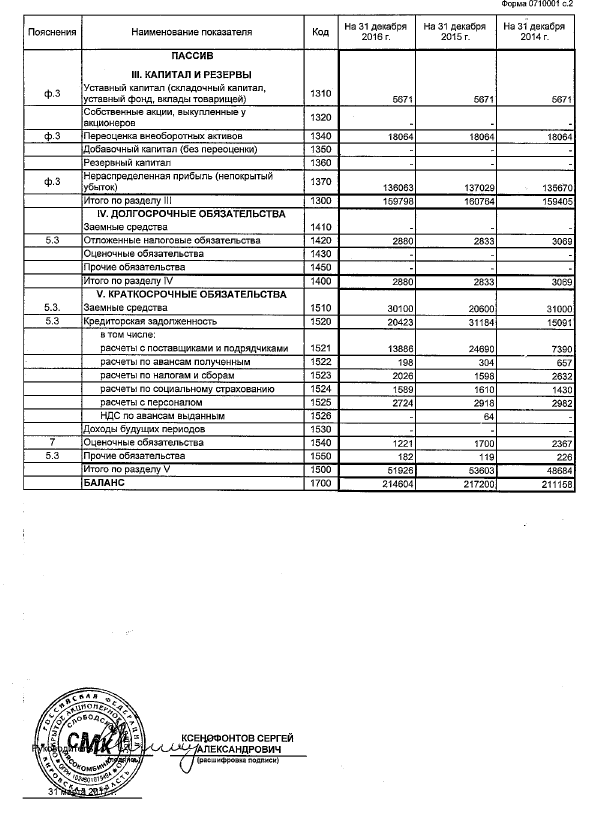 Форма 0710001 с.2
Пояснения Наименование показателя Код На 31 декабря 2016 г. На 31 декабря 2015 г. На 31 декабря 2014 г.
ПАССИВ
III. КАПИТАЛ И РЕЗЕРВЫ
ф.3 Уставный капитал (складочный капитал,
уставный фонд, вклады товарищей) 1310 5671 5671 5671
Собственные акции, выкупленные у
акционеров 1320 - - -
ф.3 Переоценка внеоборотных активов 1340 18064 18064 18064
Добавочный капитал (без переоценки) 1350 - - -
Резервный капитал 1360 - - -
ф.3 Нераспределенная прибыль (непокрытый
убыток) 1370 136063 137029 135670
Итого по разделу III 1300 159798 160764 159405
IV. ДОЛГОСРОЧНЫЕ ОБЯЗАТЕЛЬСТВА
Заемные средства 1410 - - -
5.3 Отложенные налоговые обязательства 1420 2880 2833 3069
Оценочные обязательства 1430 - - -
Прочие обязательства 1450 - - -
Итого по разделу IV 1400 2880 2833 3069
V. КРАТКОСРОЧНЫЕ ОБЯЗАТЕЛЬСТВА
5.3. Заемные средства 1510 30100 20600 31000
5.3 Кредиторская задолженность 1520 20423 31184 15091
в том числе:
расчеты с поставщиками и подрядчиками 1521 13886 24690 7390
расчеты по авансам полученным 1522 198 304 657
расчеты по налогам и сборам 1523 2026 1598 2632
расчеты по социальному страхованию 1524 1589 1610 1430
расчеты с персоналом 1525 2724 2918 2982
НДС по авансам выданным 1526 - 64 -
Доходы будущих периодов 1530 - - -
7 Оценочные обязательства 1540 1221 1700 2367
5.3 Прочие обязательства 1550 182 119 226
Итого по разделу V 1500 51926 53603 48684
БАЛАНС 1700 214604 217200 211158
РОССИЙСКАЯ ФЕДЕРАЦИЯ
СЛОБОДСКОЙ
СМК
КСЕНОФОНТОВ СЕРГЕЙ
АЛЕКСАНДРОВИЧ
(расшифровка подписи)
31 марта 2017 г.